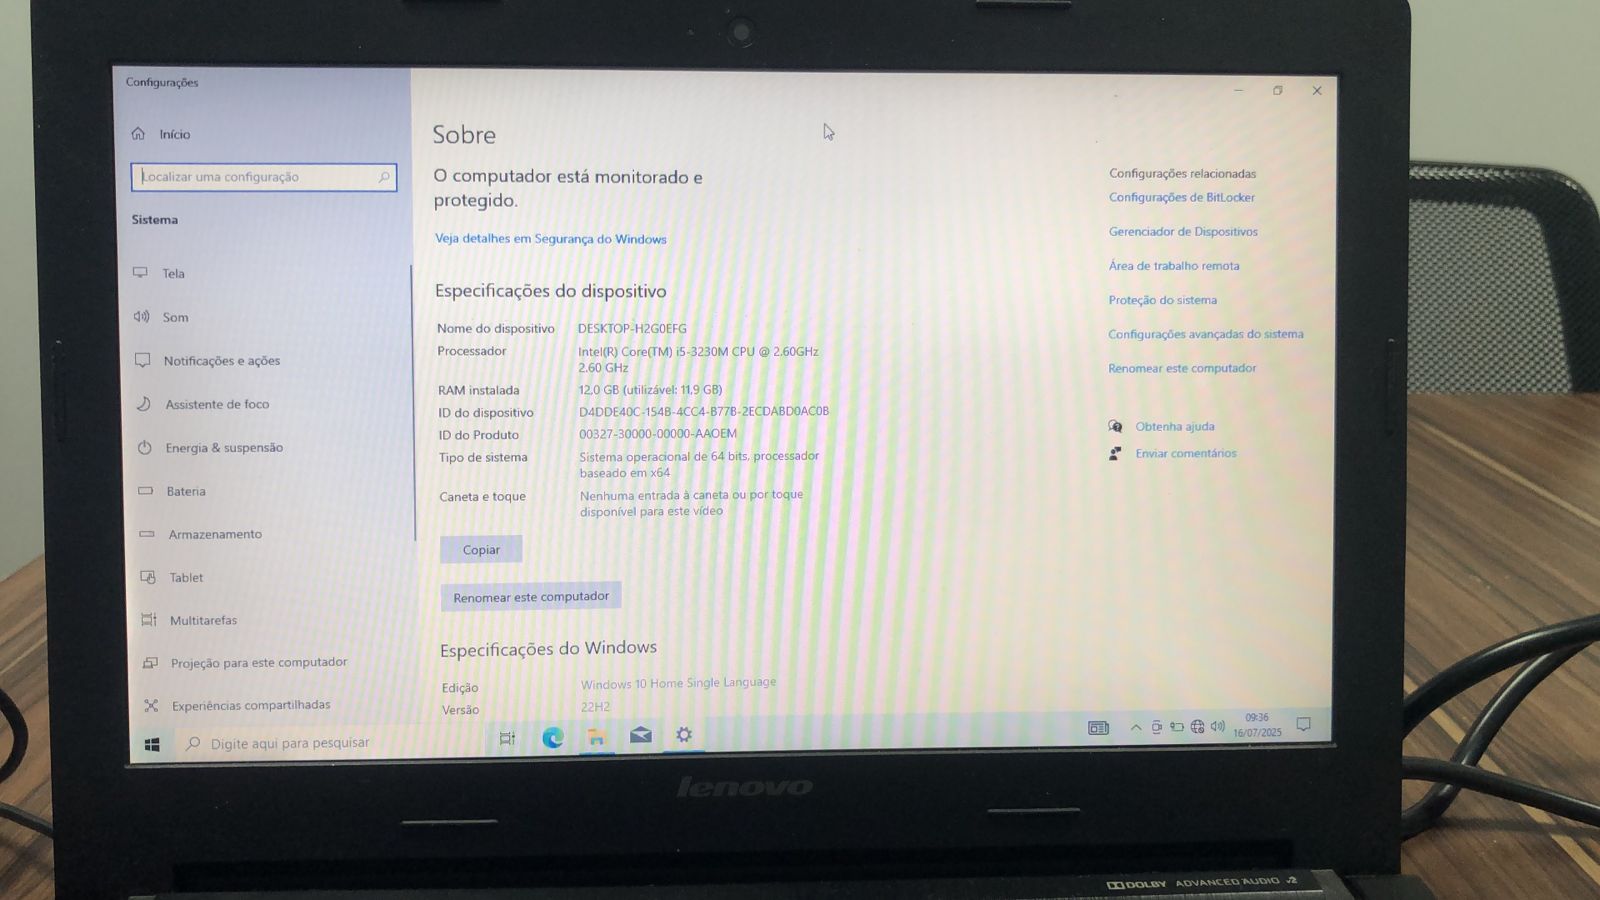 Configurações
Início
Localizar uma configuração
Sistema
Tela
Som
Notificações e ações
Assistente de foco
Energia & suspensão
Bateria
Armazenamento
Tablet
Multitarefas
Projeção para este computador
Experiências compartilhadas
Sobre
O computador está monitorado e
protegido.
Veja detalhes em Segurança do Windows
Especificações do dispositivo
Nome do dispositivo DESKTOP-H2G0EFG
Processador Intel(R) Core(TM) i5-3230M CPU @ 2.60GHz
2.60 GHz
RAM instalada 12,0 GB (utilizável: 11,9 GB)
ID do dispositivo D4DDE40C-154B-4CC4-B77B-2ECDABD0AC0B
ID do Produto 00327-30000-00000-AAOEM
Tipo de sistema Sistema operacional de 64 bits, processador
baseado em x64
Caneta e toque Nenhuma entrada à caneta ou por toque
disponível para este vídeo
Copiar
Renomear este computador
Especificações do Windows
Edição Windows 10 Home Single Language
Versão 22H2
Configurações relacionadas
Configurações de BitLocker
Gerenciador de Dispositivos
Área de trabalho remota
Proteção do sistema
Configurações avançadas do sistema
Renomear este computador
Obtenha ajuda
Enviar comentários
Digite aqui para pesquisar
09:36
16/07/2025
lenovo
DOLBY ADVANCED AUDIO v2